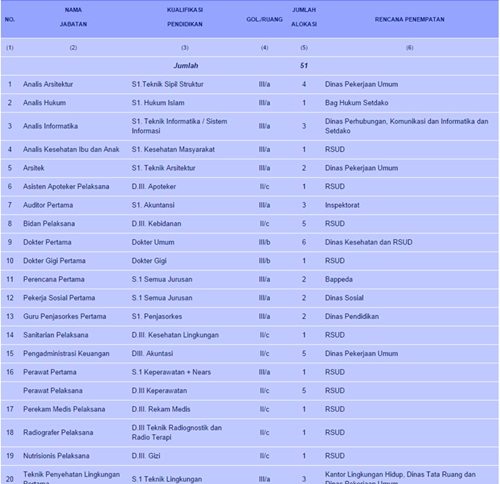 NO. NAMA JABATAN KUALIFIKASI PENDIDIKAN GOL./RUANG JUMLAH ALOKASI RENCANA PENEMPATAN
(1) (2) (3) (4) (5) (6)
Jumlah 51
1 Analis Arsitektur S1.Teknik Sipil Struktur III/a 4 Dinas Pekerjaan Umum
2 Analis Hukum S1. Hukum Islam III/a 1 Bag Hukum Setdako
3 Analis Informatika S1. Teknik Informatika / Sistem Informasi III/a 3 Dinas Perhubungan, Komunikasi dan Informatika dan Setdako
4 Analis Kesehatan Ibu dan Anak S1. Kesehatan Masyarakat III/a 1 RSUD
5 Arsitek S1. Teknik Arsitektur III/a 2 Dinas Pekerjaan Umum
6 Asisten Apoteker Pelaksana D.III. Apoteker II/c 1 RSUD
7 Auditor Pertama S1. Akuntansi III/a 3 Inspektorat
8 Bidan Pelaksana D.III. Kebidanan II/c 5 RSUD
9 Dokter Pertama Dokter Umum III/b 6 Dinas Kesehatan dan RSUD
10 Dokter Gigi Pertama Dokter Gigi III/b 1 RSUD
11 Perencana Pertama S.1 Semua Jurusan III/a 2 Bappeda
12 Pekerja Sosial Pertama S.1 Semua Jurusan III/a 2 Dinas Sosial
13 Guru Penjasorkes Pertama S1. Penjasorkes III/a 2 Dinas Pendidikan
14 Sanitarian Pelaksana D.III. Kesehatan Lingkungan II/c 1 RSUD
15 Pengadministrasi Keuangan DIII. Akuntasi II/c 5 Dinas Pekerjaan Umum
16 Perawat Pertama S.1 Keperawatan + Nears III/a 1 RSUD
Perawat Pelaksana D.III Keperawatan II/c 5 RSUD
17 Perekam Medis Pelaksana D.III. Rekam Medis II/c 1 RSUD
18 Radiografer Pelaksana D.III Teknik Radiognostik dan Radio Terapi II/c 1 RSUD
19 Nutrisionis Pelaksana D.III. Gizi II/c 1 RSUD
20 Teknik Penyehatan Lingkungan Pertama S.1 Teknik Lingkungan III/a 3 Kantor Lingkungan Hidup, Dinas Tata Ruang dan Dinas Pekerjaan Umum